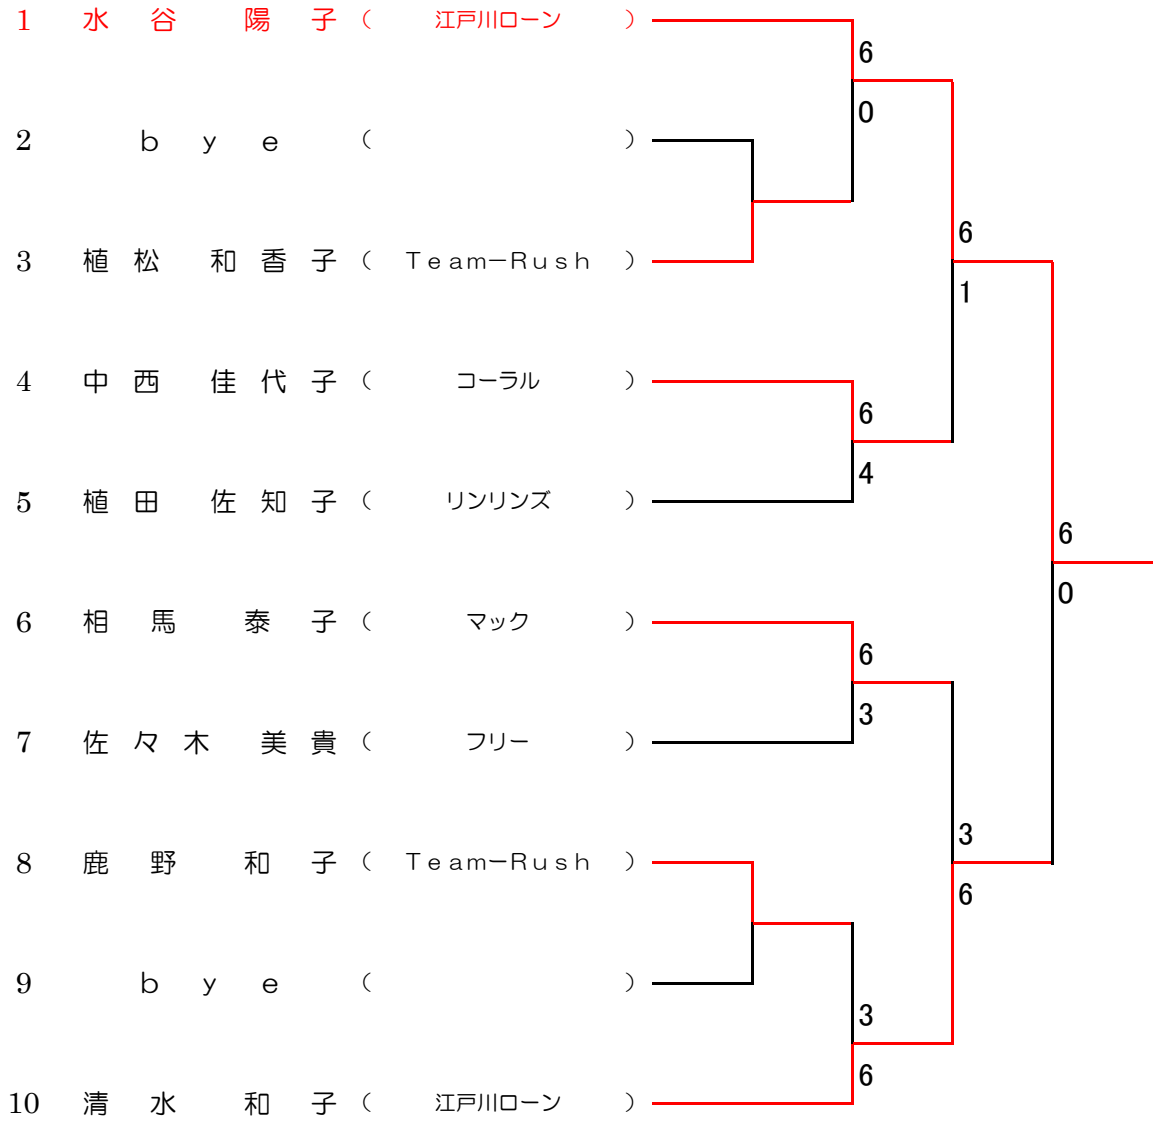 1 水谷 陽子 （ 江戸川ローン ）
6
0
2 ｂｙｅ （ ）
6
3 植松 和香子 （ Ｔｅａｍ－Ｒｕｓｈ ）
1
4 中西 佳代子 （ コーラル ）
6
4
5 植田 佐知子 （ リンリンズ ）
6
0
6 相馬 泰子 （ マック ）
6
3
7 佐々木 美貴 （ フリー ）
3
8 鹿野 和子 （ Ｔｅａｍ－Ｒｕｓｈ ）
6
9 ｂｙｅ （ ）
3
6
10 清水 和子 （ 江戸川ローン ）